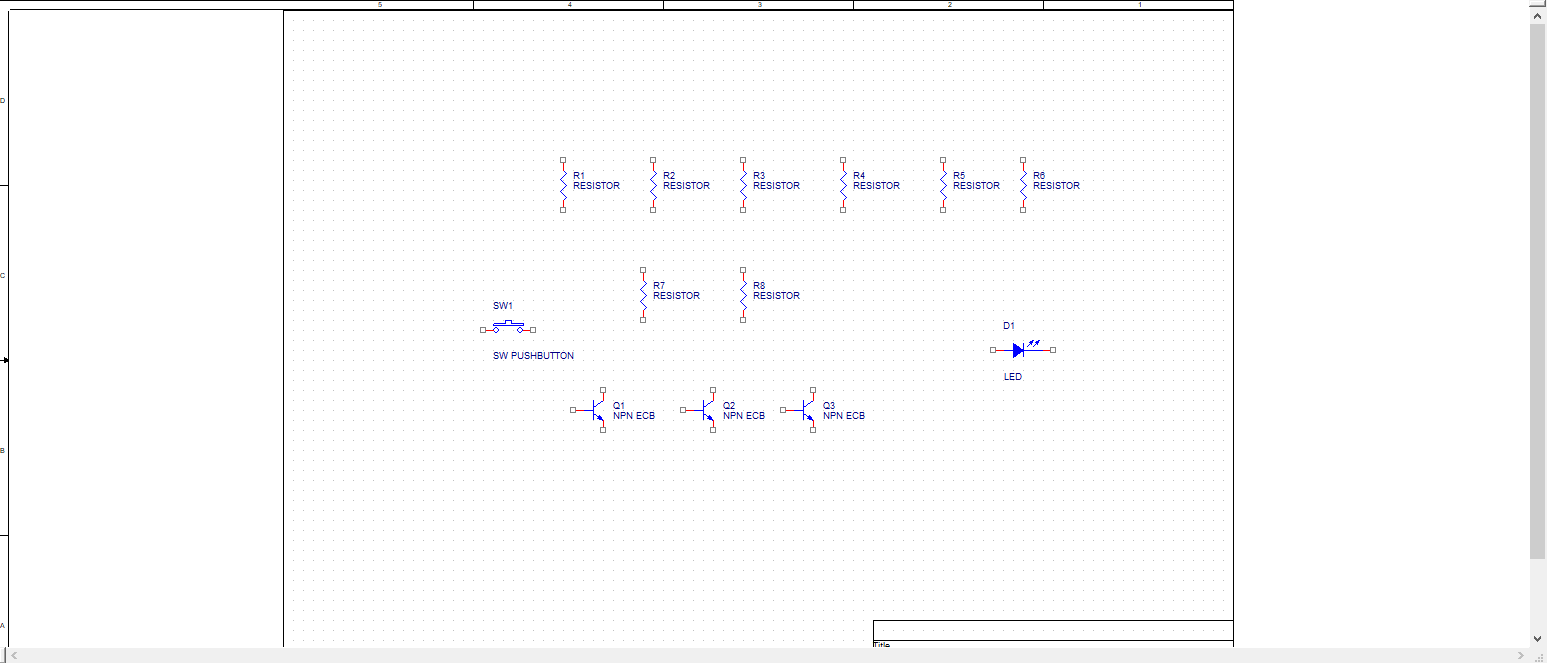 5 4 3 2 1
D
R1 R2 R3 R4 R5 R6
RESISTOR RESISTOR RESISTOR RESISTOR RESISTOR RESISTOR
C
R7 R8
RESISTOR RESISTOR
SW1
D1
SW PUSHBUTTON
LED
Q1 Q2 Q3
NPN ECB NPN ECB NPN ECB
B
A
Title